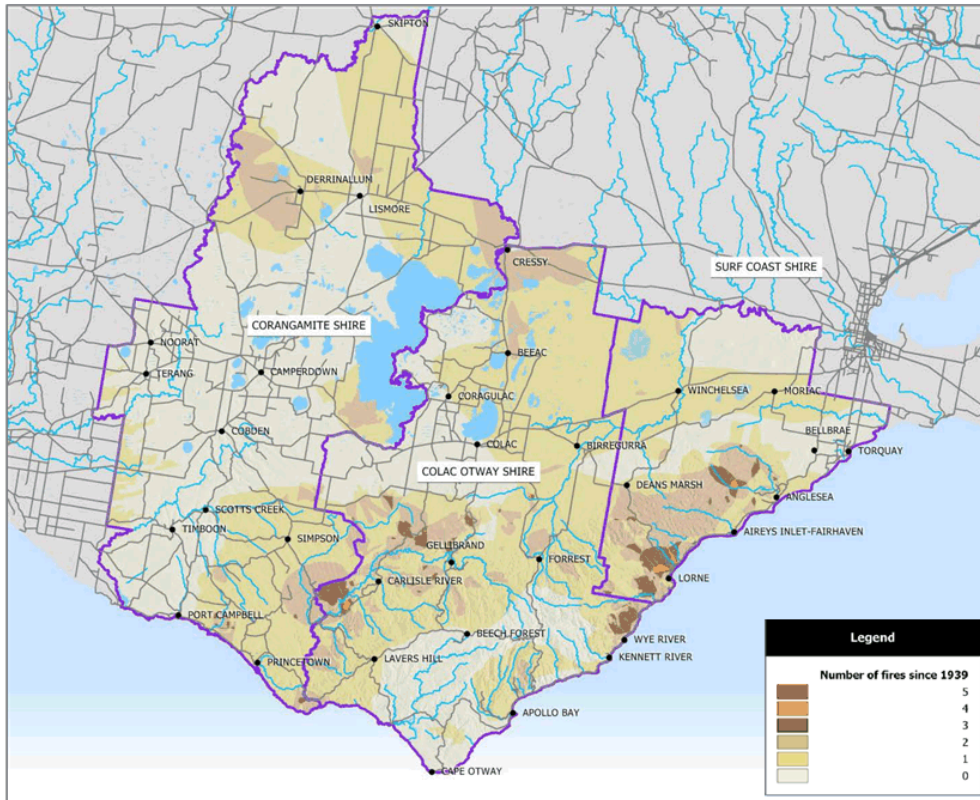 SKIPTON
DERRINALLUM
LISMORE
CRESSY
SURF COAST SHIRE
CORANGAMITE SHIRE
NOORAT
BEEAC
TERANG
CAMPERDOWN
WINCHELSEA
MORIAC
CORAGULAC
COBDEN
BELLBRAE
COLAC
BIRREGURRA
TORQUAY
COLAC OTWAY SHIRE
DEANS MARSH
ANGLESEA
SCOTTS CREEK
TIMBOON
AIREYS INLET-FAIRHAVEN
SIMPSON
GELLIBRAND
FORREST
CARLISLE RIVER
LORNE
PORT CAMPBELL
BEECH FOREST
WYE RIVER
LAVERS HILL
KENNETT RIVER
PRINCETOWN
APOLLO BAY
CAPE OTWAY
Legend
Number of fires since 1939
5
4
3
2
1
0